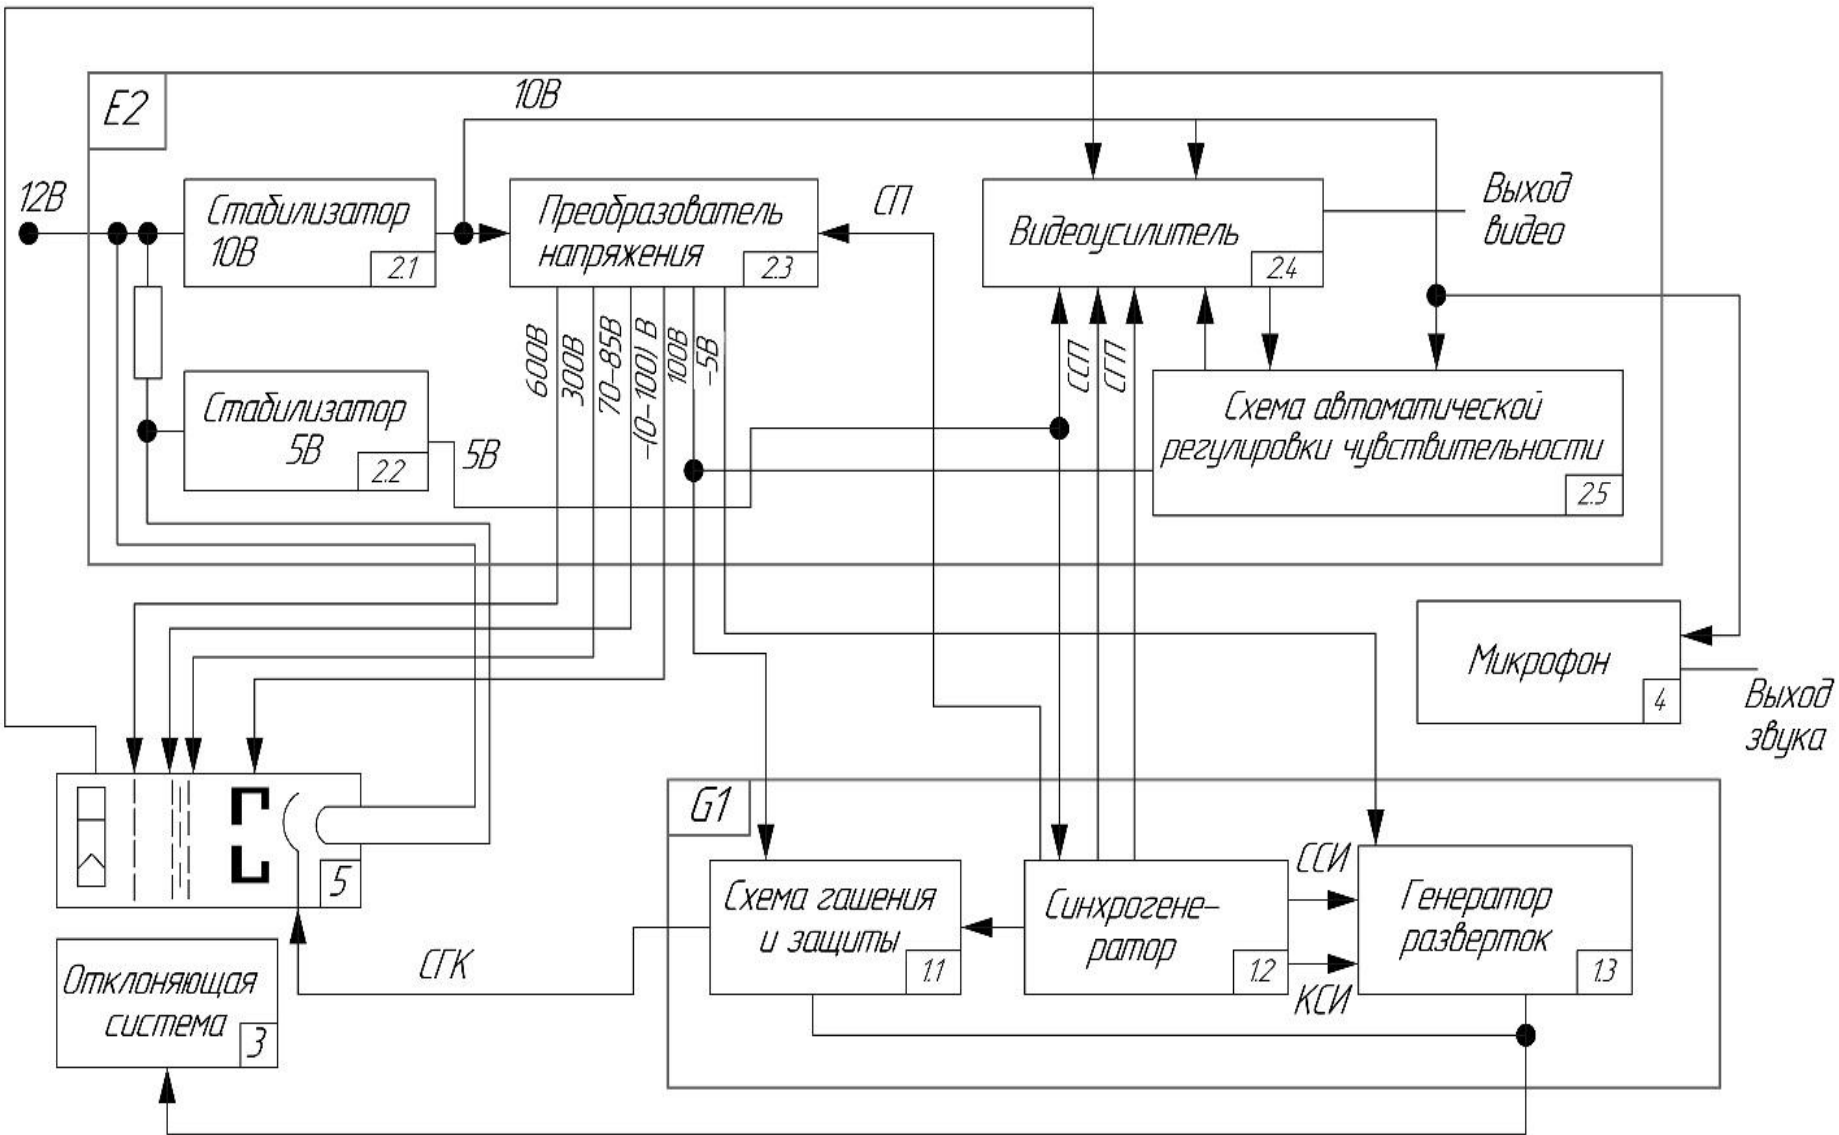 E2
10В
12В
Стабилизатор
10В
2.1
Преобразователь
напряжения
2.3
СП
Видеоусилитель
2.4
Выход
видео
600В
300В
70-85В
-(0-100) В
100В
-5В
ССП
СГП
Стабилизатор
5В
2.2
5В
Схема автоматической
регулировки чувствительности
2.5
Микрофон
4
Выход
звука
5
G1
Схема гашения
и защиты
1.1
Синхрогене-
ратор
1.2
ССИ
КСИ
Генератор
разверток
1.3
СГК
Отклоняющая
система
3